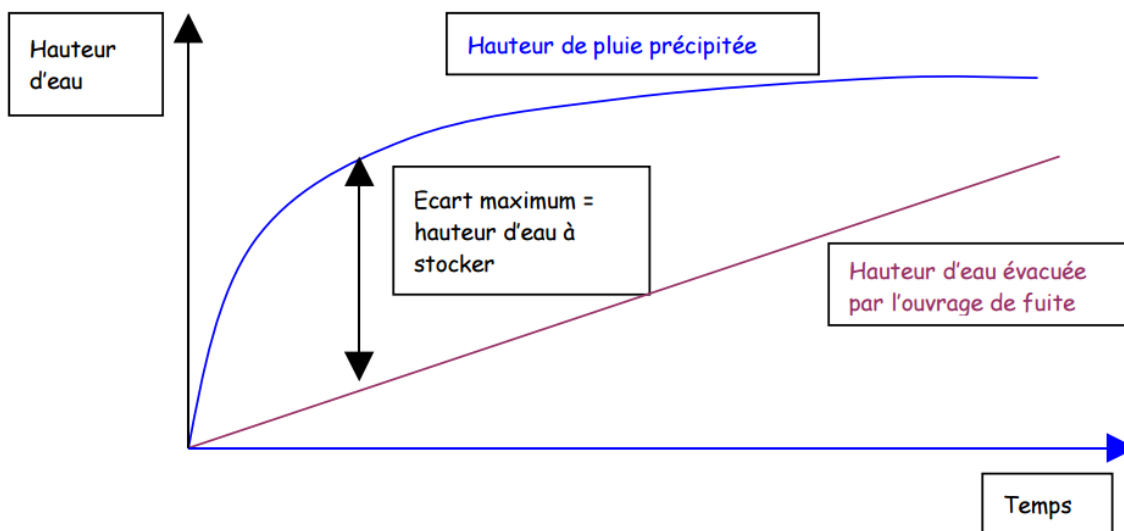 Hauteur
d'eau
Hauteur de pluie précipitée
Ecart maximum =
hauteur d'eau à
stocker
Hauteur d'eau évacuée
par l'ouvrage de fuite
Temps